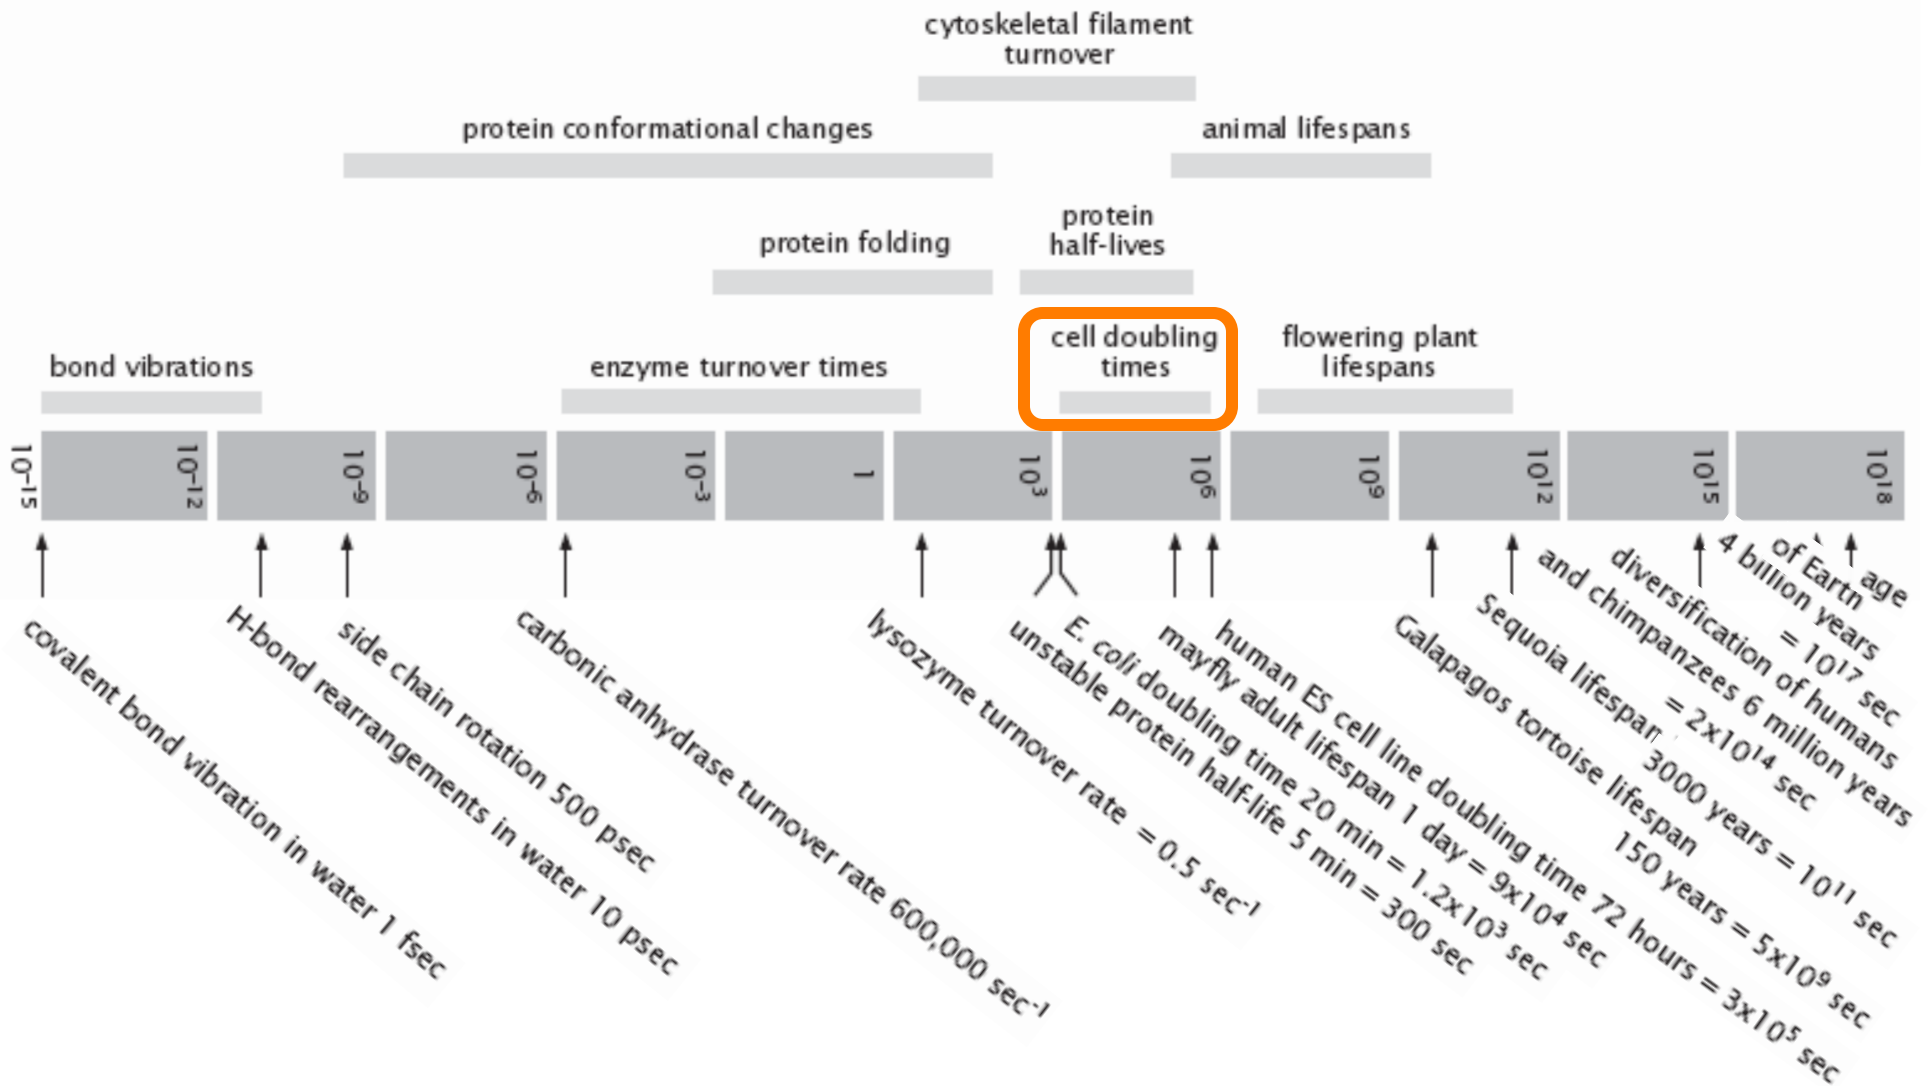 cytoskeletal filament
turnover
protein conformational changes
animal lifespans
protein
half-lives
protein folding
cell doubling
times
flowering plant
lifespans
bond vibrations
enzyme turnover times
10⁻¹⁵
10⁻¹²
10⁻⁹
10⁻⁶
10⁻³
1
10³
10⁶
10⁹
10¹²
10¹⁵
10¹⁸
covalent bond vibration in water 1 fsec
H-bond rearrangements in water 10 psec
side chain rotation 500 psec
carbonic anhydrase turnover rate 600,000 sec⁻¹
lysozyme turnover rate = 0.5 sec⁻¹
unstable protein half-life 5 min = 300 sec
E. coli doubling time 20 min = 1.2x10³ sec
mayfly adult lifespan 1 day = 9x10⁴ sec
human ES cell line doubling time 72 hours = 3x10⁵ sec
Galapagos tortoise lifespan
150 years = 5x10⁹ sec
Sequoia lifespan
3000 years = 10¹¹ sec
diversification of humans
and chimpanzees 6 million years
= 2x10¹⁴ sec
age
of Earth
4 billion years
= 10¹⁷ sec